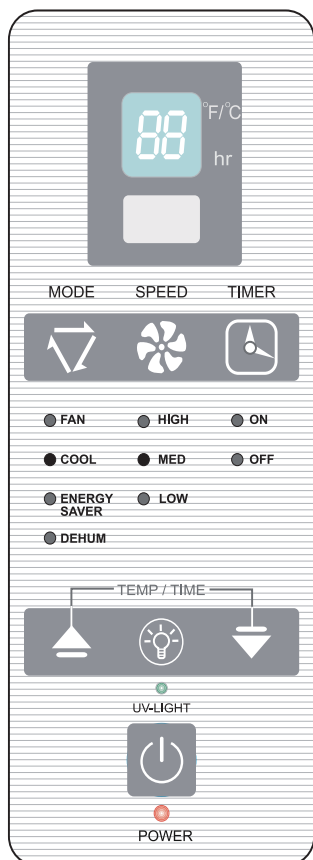 88
°F/°C
hr
MODE SPEED TIMER
FAN HIGH ON
COOL MED OFF
ENERGY SAVER LOW
DEHUM
TEMP / TIME
UV-LIGHT
POWER